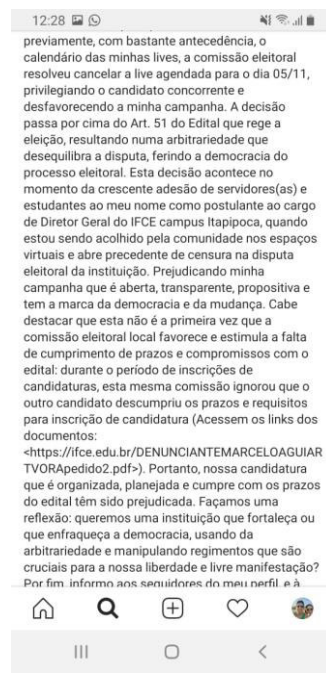 12:28
previamente, com bastante antecedência, o
calendário das minhas lives, a comissão eleitoral
resolveu cancelar a live agendada para o dia 05/11,
privilegiando o candidato concorrente e
desfavorecendo a minha campanha. A decisão
passa por cima do Art. 51 do Edital que rege a
eleição, resultando numa arbitrariedade que
desequilibra a disputa, ferindo a democracia do
processo eleitoral. Esta decisão acontece no
momento da crescente adesão de servidores(as) e
estudantes ao meu nome como postulante ao cargo
de Diretor Geral do IFCE campus Itapipoca, quando
estou sendo acolhido pela comunidade nos espaços
virtuais e abre precedente de censura na disputa
eleitoral da instituição. Prejudicando minha
campanha que é aberta, transparente, propositiva e
tem a marca da democracia e da mudança. Cabe
destacar que esta não é a primeira vez que a
comissão eleitoral local favorece e estimula a falta
de cumprimento de prazos e compromissos com o
edital: durante o período de inscrições de
candidaturas, esta mesma comissão ignorou que o
outro candidato descumpriu os prazos e requisitos
para inscrição de candidatura (Acessem os links dos
documentos:
<https://ifce.edu.br/DENUNCIANTEMARCELOAGUIAR
TVORApedido2.pdf>). Portanto, nossa candidatura
que é organizada, planejada e cumpre com os prazos
do edital têm sido prejudicada. Façamos uma
reflexão: queremos uma instituição que fortaleça ou
que enfraqueça a democracia, usando da
arbitrariedade e manipulando regimentos que são
cruciais para a nossa liberdade e livre manifestação?
Por fim, informo aos seguidores do meu perfil, e à